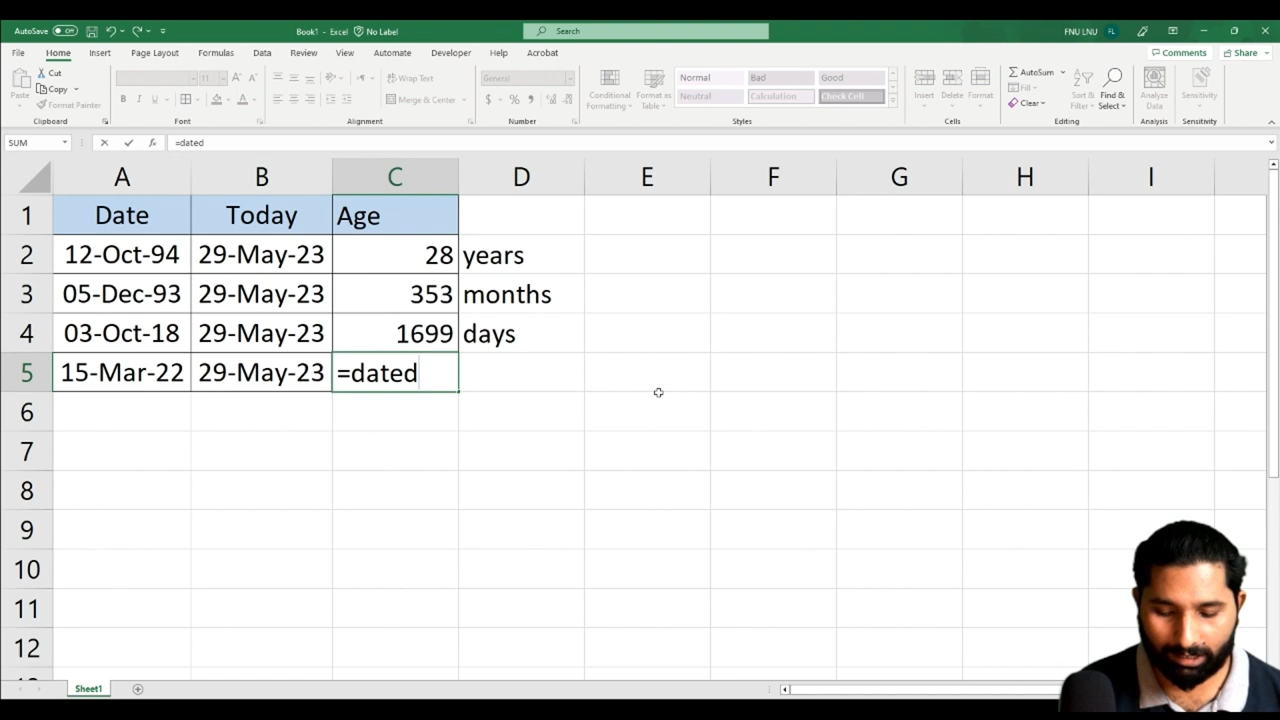 AutoSave Off Book1 - Excel No Label Search FNU LNU FL
File Home Insert Page Layout Formulas Data Review View Automate Developer Help Acrobat Comments Share
Cut
Copy
Format Painter
Paste
Clipboard
11 A A
B I U A
Font
Wrap Text
Merge & Center
Alignment
General
$ % ,
Number
Conditional Formatting
Format as Table
Normal Bad Good
Neutral Calculation Check Cell
Styles
Insert Delete Format
Cells
AutoSum
Fill
Clear
Sort & Filter
Find & Select
Editing
Analyze Data
Analysis
Sensitivity
Sensitivity
SUM fx =dated
A B C D E F G H I
1 Date Today Age
2 12-Oct-94 29-May-23 28 years
3 05-Dec-93 29-May-23 353 months
4 03-Oct-18 29-May-23 1699 days
5 15-Mar-22 29-May-23 =dated
6
7
8
9
10
11
12
Sheet1